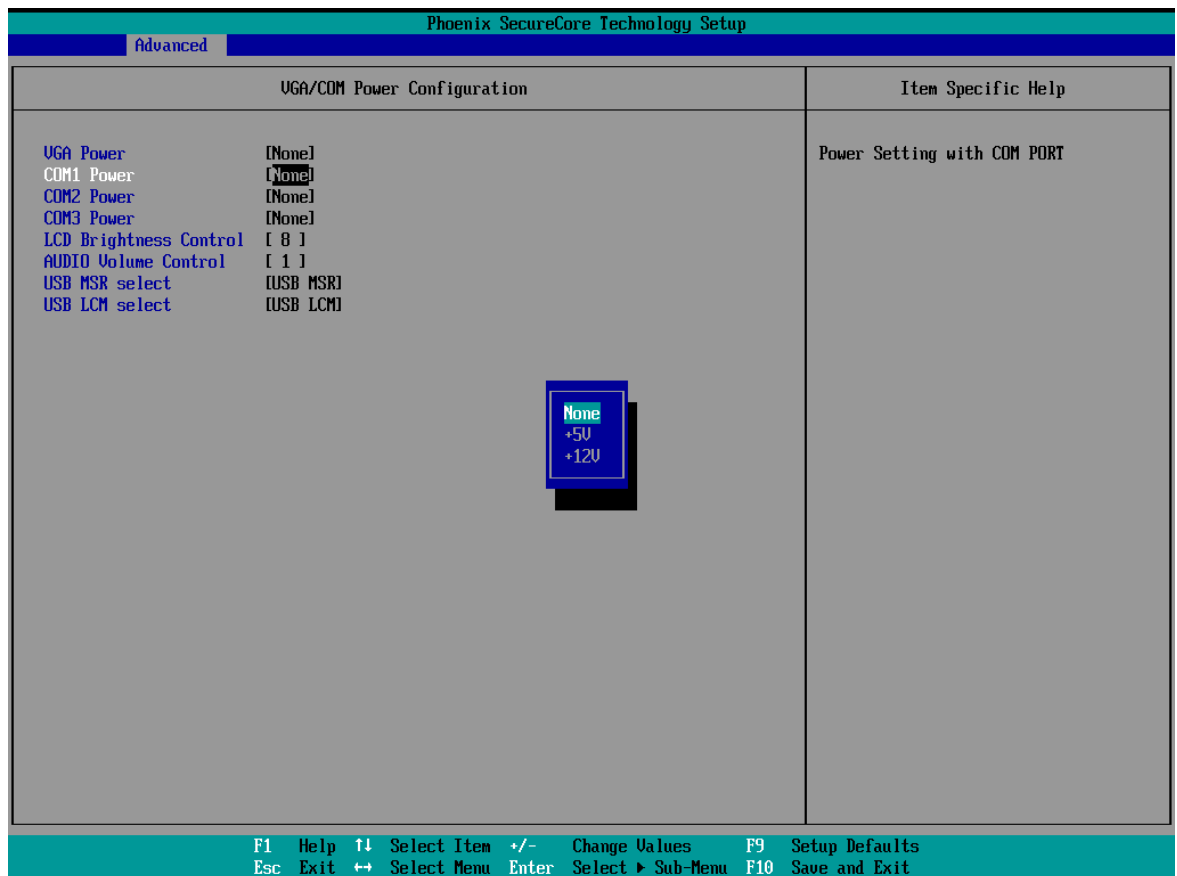 Phoenix SecureCore Technology Setup
Advanced
VGA/COM Power Configuration
Item Specific Help
VGA Power [None]
COM1 Power [None]
COM2 Power [None]
COM3 Power [None]
LCD Brightness Control [ 8 ]
AUDIO Volume Control [ 1 ]
USB MSR select [USB MSR]
USB LCM select [USB LCM]
Power Setting with COM PORT
None
+5V
+12V
F1 Help ↑↓ Select Item +/- Change Values F9 Setup Defaults
Esc Exit ↔ Select Menu Enter Select ▶ Sub-Menu F10 Save and Exit